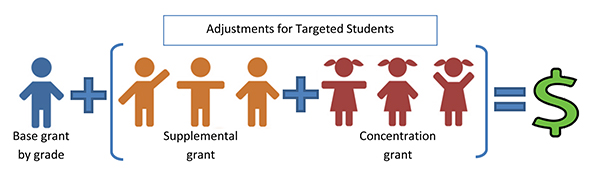 Adjustments for Targeted Students
+
+
=
$
Base grant
by grade
Supplemental
grant
Concentration
grant